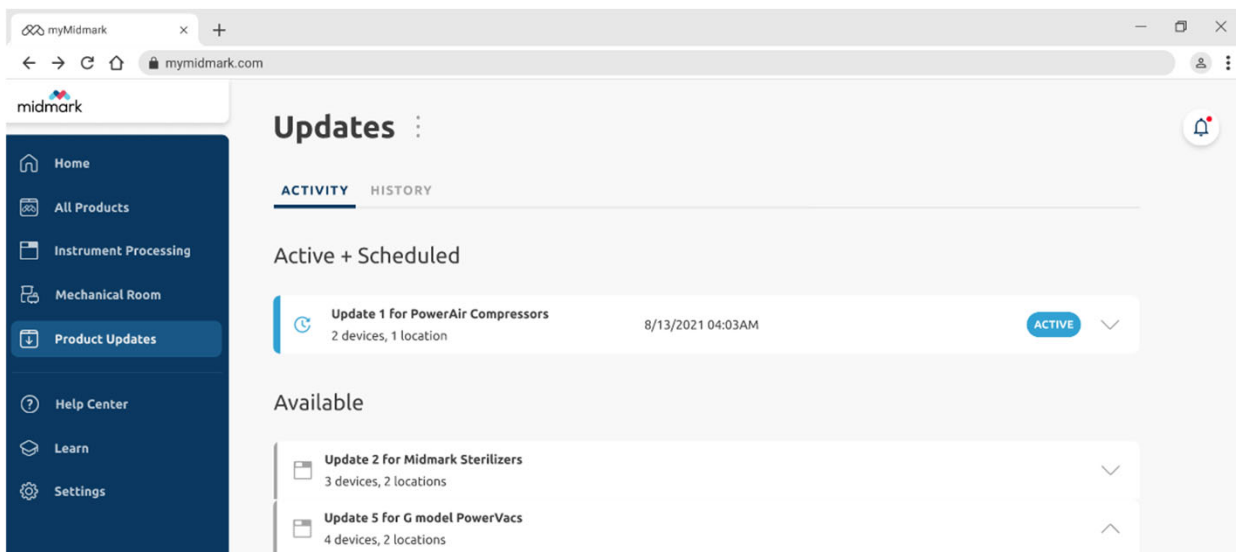 myMidmark
mymidmark.com
midmark
Home
All Products
Instrument Processing
Mechanical Room
Product Updates
Help Center
Learn
Settings
Updates
ACTIVITY HISTORY
Active + Scheduled
Update 1 for PowerAir Compressors
2 devices, 1 location
8/13/2021 04:03AM
ACTIVE
Available
Update 2 for Midmark Sterilizers
3 devices, 2 locations
Update 5 for G model PowerVacs
4 devices, 2 locations